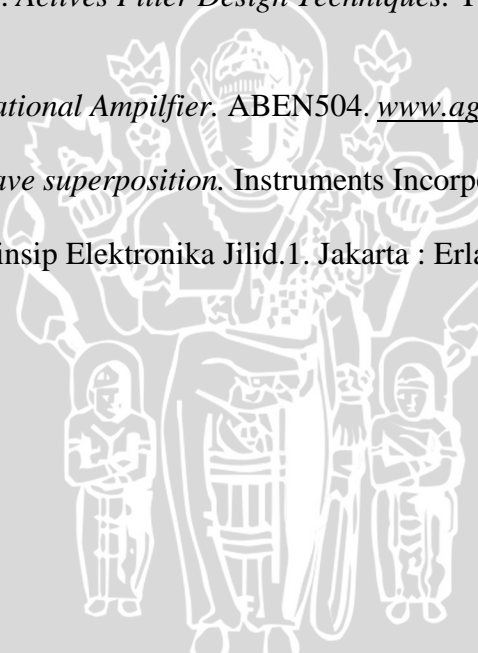 . Actives Filter Design Techniques.
ational Ampilfier. ABEN504. www.ag
ave superposition. Instruments Incorp
insip Elektronika Jilid.1. Jakarta : Erla